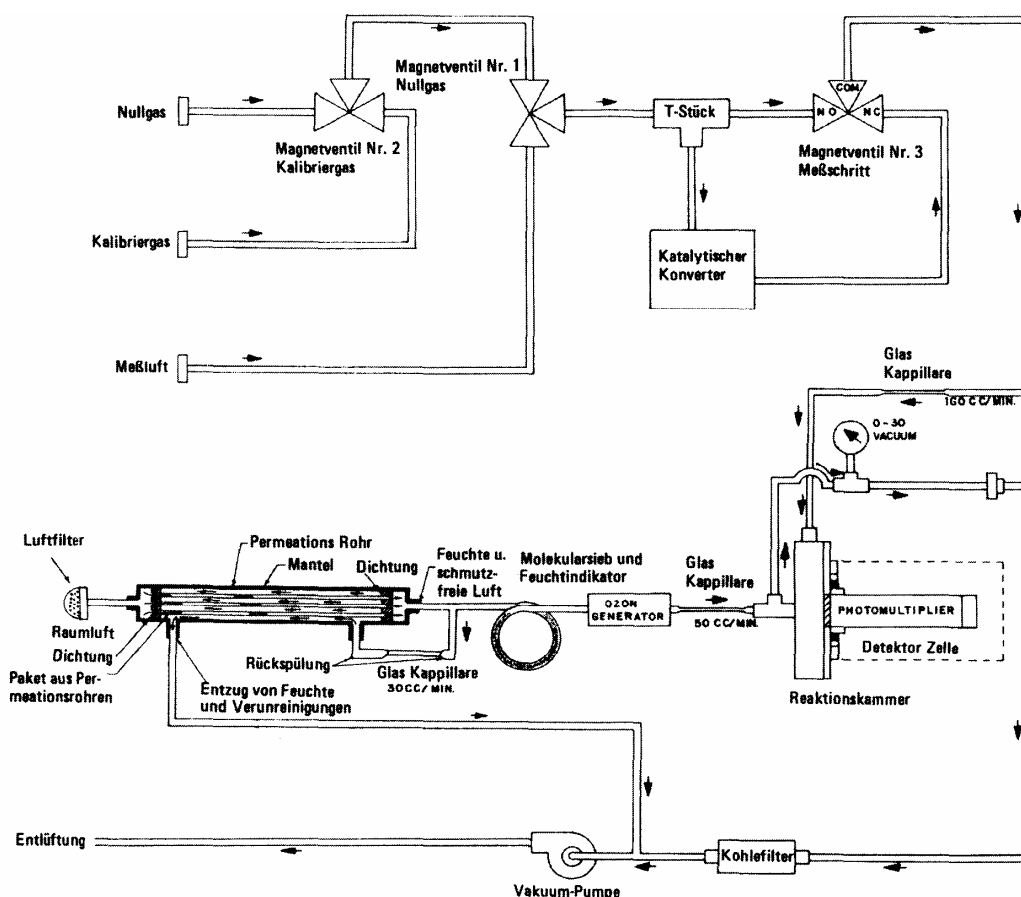 Magnetventil Nr. 1
Nullgas
Nullgas
T-Stück
COM.
NO
NC
Magnetventil Nr. 2
Kalibriergas
Magnetventil Nr. 3
Meßschritt
Kalibriergas
Katalytischer
Konverter
Meßluft
Glas
Kappillare
160 CC/MIN.
0-30
VACUUM
Luftfilter
Permeations Rohr
Mantel
Dichtung
Feuchte u.
schmutz-
freie Luft
Molekularsieb und
Feuchtindikator
Glas
Kappillare
OZON
GENERATOR
50 CC/MIN.
PHOTOMULTIPLIER
Raumluft
Dichtung
Paket aus Per-
meationsrohren
Rückspülung
Glas Kappillare
30CC/MIN.
Entzug von Feuchte
und Verunreinigungen
Detektor Zelle
Reaktionskammer
Entlüftung
Kohlefilter
Vakuum-Pumpe